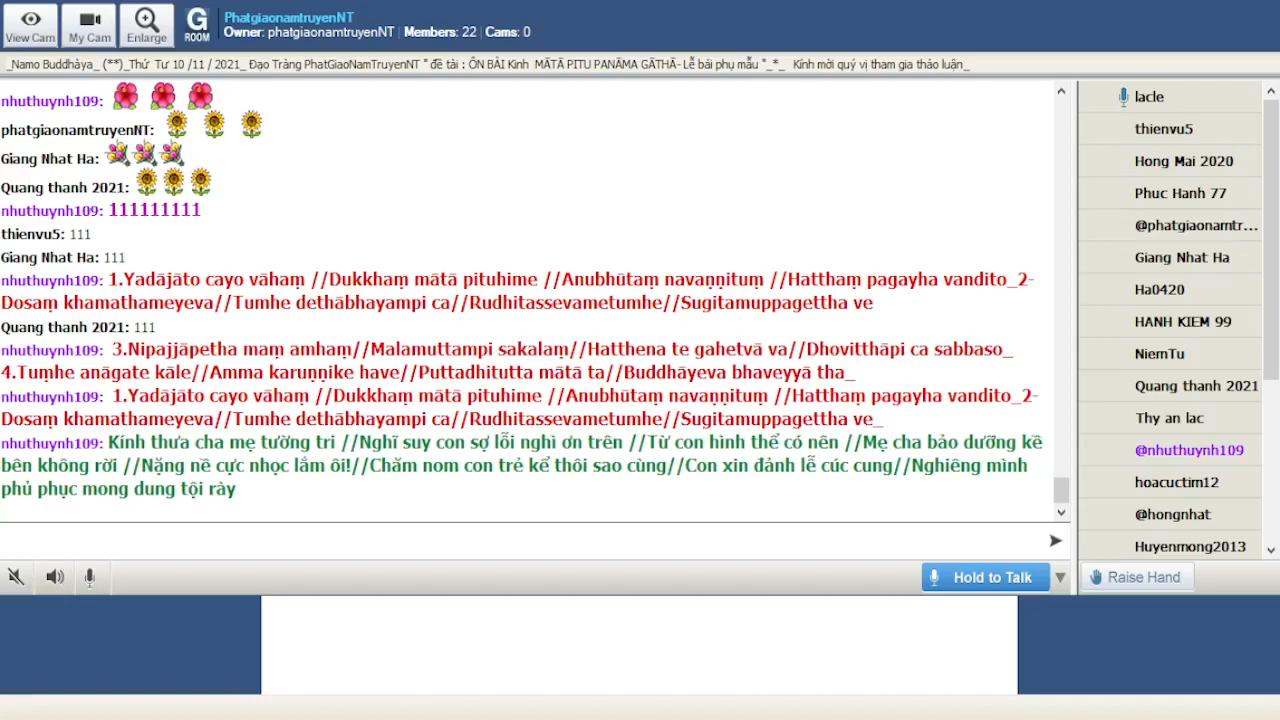 View Cam
My Cam
Enlarge
G
ROOM
PhatgiaonamtruyenNT
Owner: phatgiaonamtruyenNT | Members: 22 | Cams: 0
_Namo Buddhàya_ (**)_Thứ Tư 10 /11 / 2021_ Đạo Tràng PhatGiaoNamTruyenNT " đề tài : ÔN BÀI Kinh MĀTĀ PITU PANĀMA GĀTHĀ- Lễ bái phụ mẫu "_*_ Kính mời quý vị tham gia thảo luận_
nhuthuynh109:
phatgiaonamtruyenNT:
Giang Nhat Ha:
Quang thanh 2021:
nhuthuynh109: 111111111
thienvu5: 111
Giang Nhat Ha: 111
nhuthuynh109: 1.Yadājāto cayo vāhaṃ //Dukkhaṃ mātā pituhime //Anubhūtaṃ navaṇṇituṃ //Hatthaṃ pagayha vandito_2-
Dosaṃ khamathameyeva//Tumhe dethābhayampi ca//Rudhitassevametumhe//Sugitamuppagettha ve
Quang thanh 2021: 111
nhuthuynh109: 3.Nipajjāpetha maṃ amhaṃ//Malamuttampi sakalaṃ//Hatthena te gahetvā va//Dhovitthāpi ca sabbaso_
4.Tuṃhe anāgate kāle//Amma karuṇṇike have//Puttadhitutta mātā ta//Buddhāyeva bhaveyyā tha_
nhuthuynh109: 1.Yadājāto cayo vāhaṃ //Dukkhaṃ mātā pituhime //Anubhūtaṃ navaṇṇituṃ //Hatthaṃ pagayha vandito_2-
Dosaṃ khamathameyeva//Tumhe dethābhayampi ca//Rudhitassevametumhe//Sugitamuppagettha ve_
nhuthuynh109: Kính thưa cha mẹ tường tri //Nghĩ suy con sợ lỗi nghì ơn trên //Từ con hình thể có nên //Mẹ cha bảo dưỡng kề
bên không rời //Nặng nề cực nhọc lắm ôi!//Chăm nom con trẻ kể thôi sao cùng//Con xin đảnh lễ cúc cung//Nghiêng mình
phủ phục mong dung tội rày
Hold to Talk
lacle
thienvu5
Hong Mai 2020
Phuc Hanh 77
@phatgiaonamtr...
Giang Nhat Ha
Ha0420
HANH KIEM 99
NiemTu
Quang thanh 2021
Thy an lac
@nhuthuynh109
hoacuctim12
@hongnhat
Huyenmong2013
Raise Hand